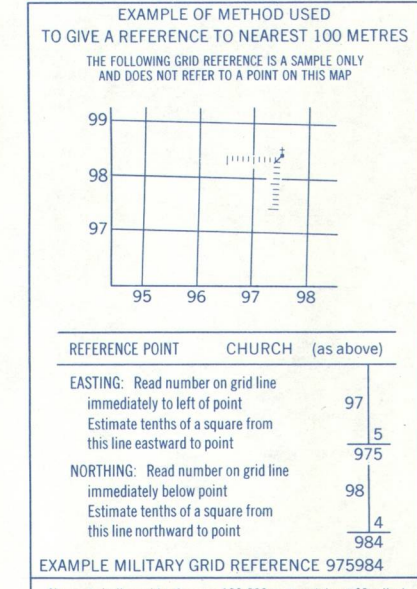 EXAMPLE OF METHOD USED
TO GIVE A REFERENCE TO NEAREST 100 METRES
THE FOLLOWING GRID REFERENCE IS A SAMPLE ONLY
AND DOES NOT REFER TO A POINT ON THIS MAP
99
98
97
95 96 97 98
REFERENCE POINT CHURCH (as above)
EASTING: Read number on grid line
immediately to left of point 97
Estimate tenths of a square from
this line eastward to point 5
975
NORTHING: Read number on grid line
immediately below point 98
Estimate tenths of a square from
this line northward to point 4
984
EXAMPLE MILITARY GRID REFERENCE 975984